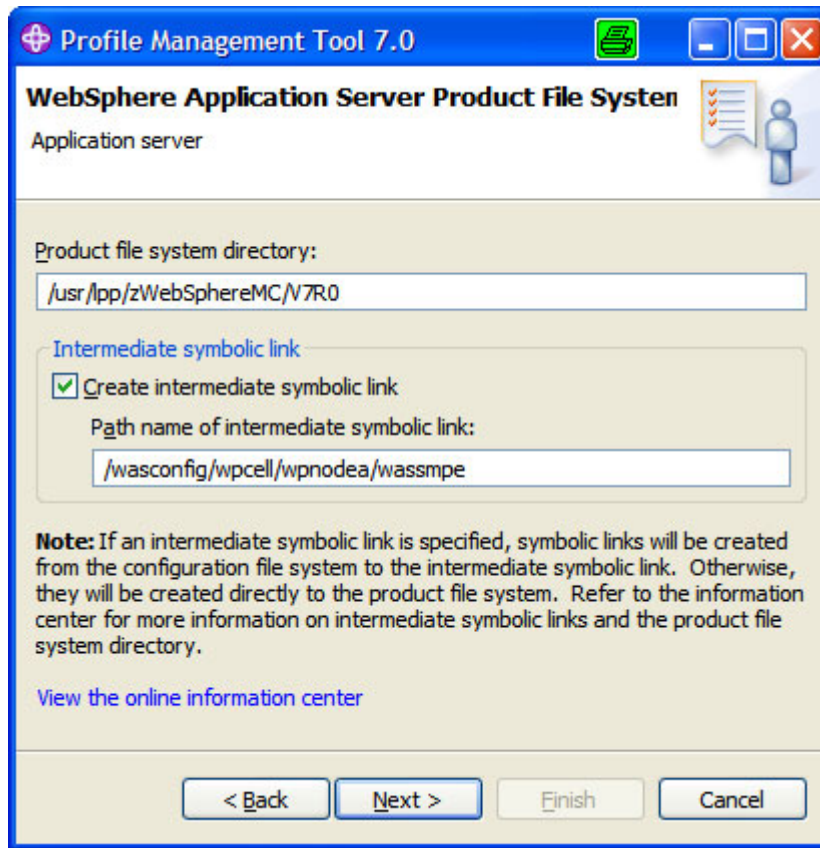 Profile Management Tool 7.0
WebSphere Application Server Product File System
Application server
Product file system directory:
/usr/lpp/zWebSphereMC/V7R0
Intermediate symbolic link
Create intermediate symbolic link
Path name of intermediate symbolic link:
/wasconfig/wpcell/wpnodea/wassmpe
Note: If an intermediate symbolic link is specified, symbolic links will be created
from the configuration file system to the intermediate symbolic link. Otherwise,
they will be created directly to the product file system. Refer to the information
center for more information on intermediate symbolic links and the product file
system directory.
View the online information center
< Back Next > Finish Cancel